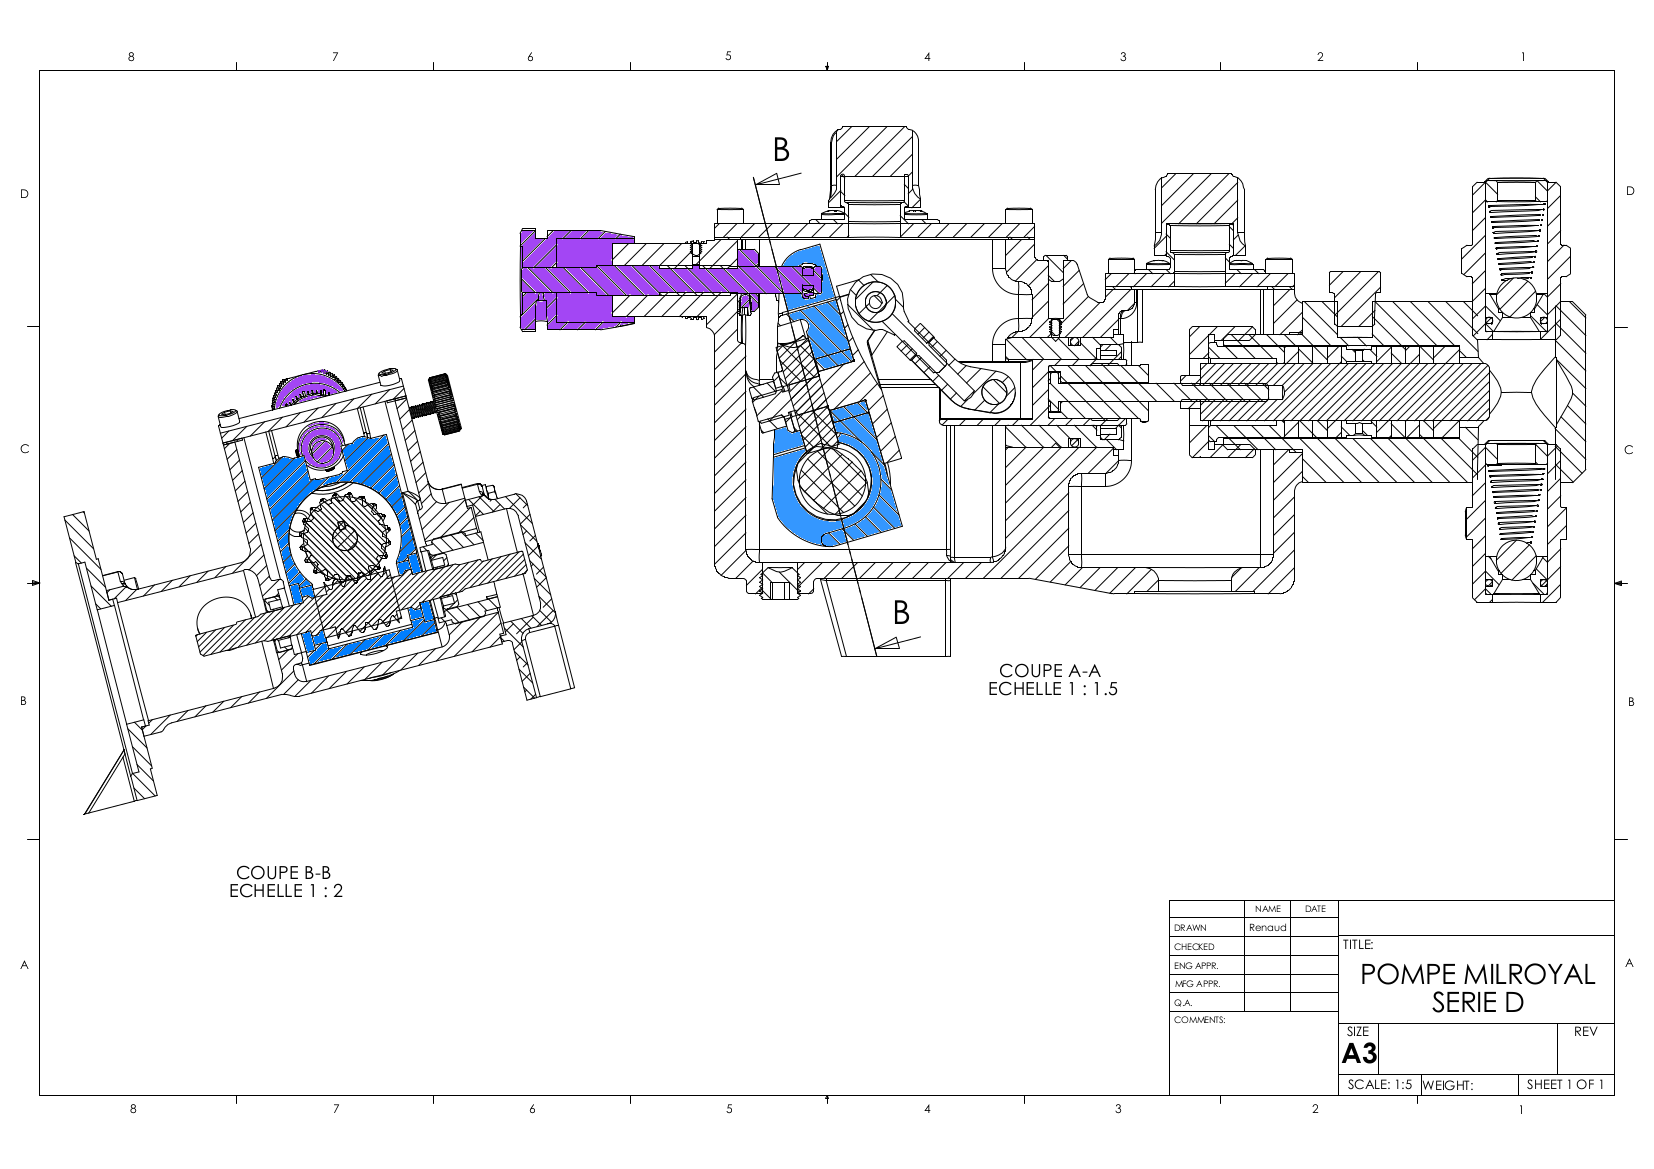 8 7 6 5 4 3 2 1
D D
C C
B B
A A
B
B
COUPE A-A
ECHELLE 1 : 1.5
COUPE B-B
ECHELLE 1 : 2
NAME DATE
DRAWN Renaud
CHECKED
ENG APPR.
MFG APPR.
Q.A.
COMMENTS:
TITLE:
POMPE MILROYAL
SERIE D
SIZE
A3
REV
SCALE: 1:5 WEIGHT: SHEET 1 OF 1
8 7 6 5 4 3 2 1